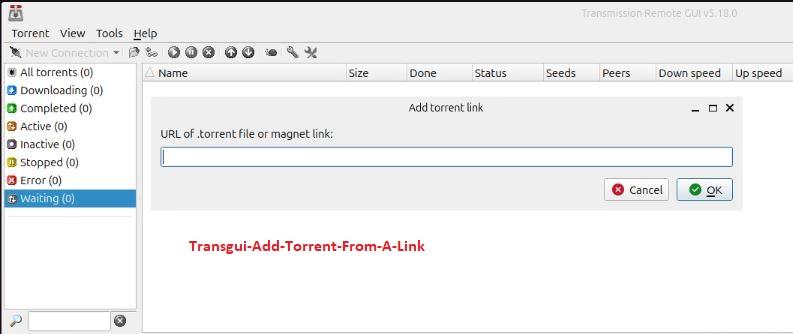 Transmission Remote GUI v5.18.0
Torrent View Tools Help
New Connection
All torrents (0)
Downloading (0)
Completed (0)
Active (0)
Inactive (0)
Stopped (0)
Error (0)
Waiting (0)
Name Size Done Status Seeds Peers Down speed Up speed
Add torrent link
URL of .torrent file or magnet link:
Cancel OK
Transgui-Add-Torrent-From-A-Link